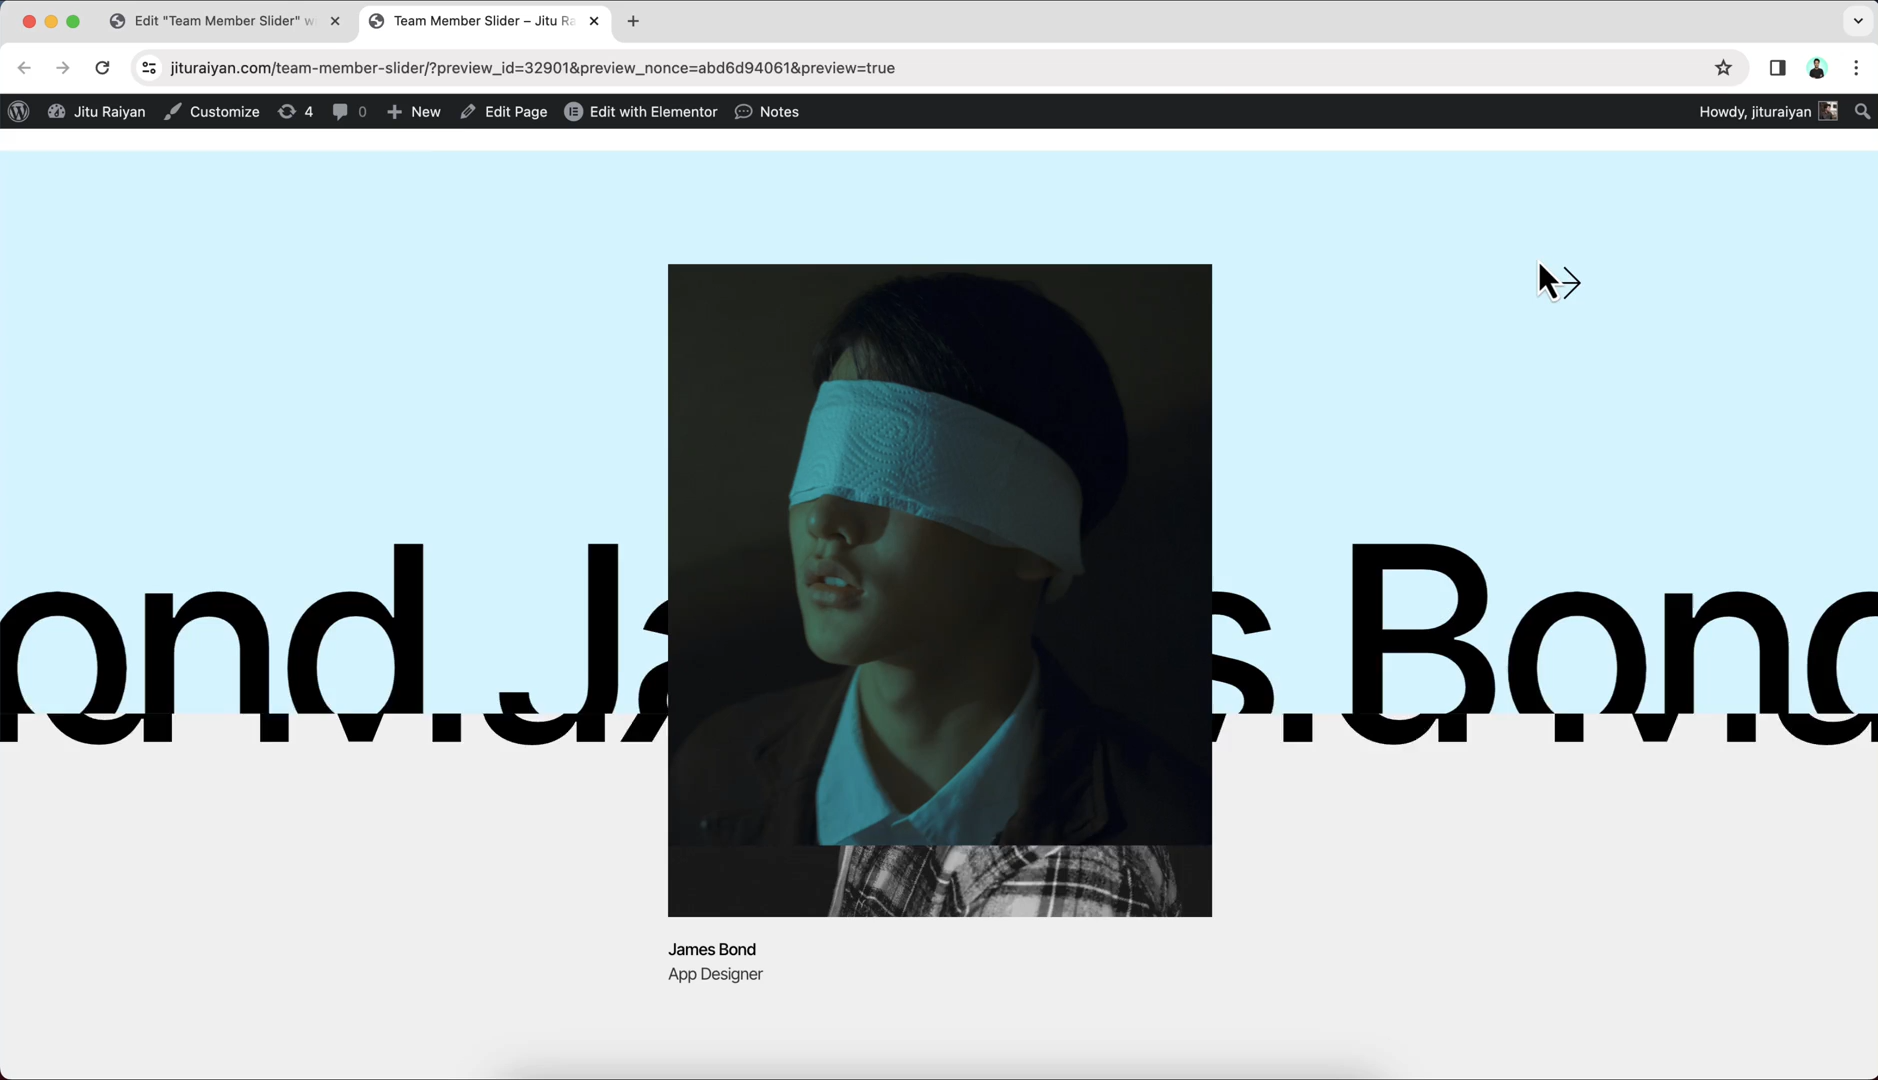 Edit "Team Member Slider" w
Team Member Slider – Jitu Ra
jituraiyan.com/team-member-slider/?preview_id=32901&preview_nonce=abd6d94061&preview=true
Jitu Raiyan Customize 4 0 New Edit Page Edit with Elementor Notes Howdy, jituraiyan
ond Ja s Bond
James Bond
App Designer